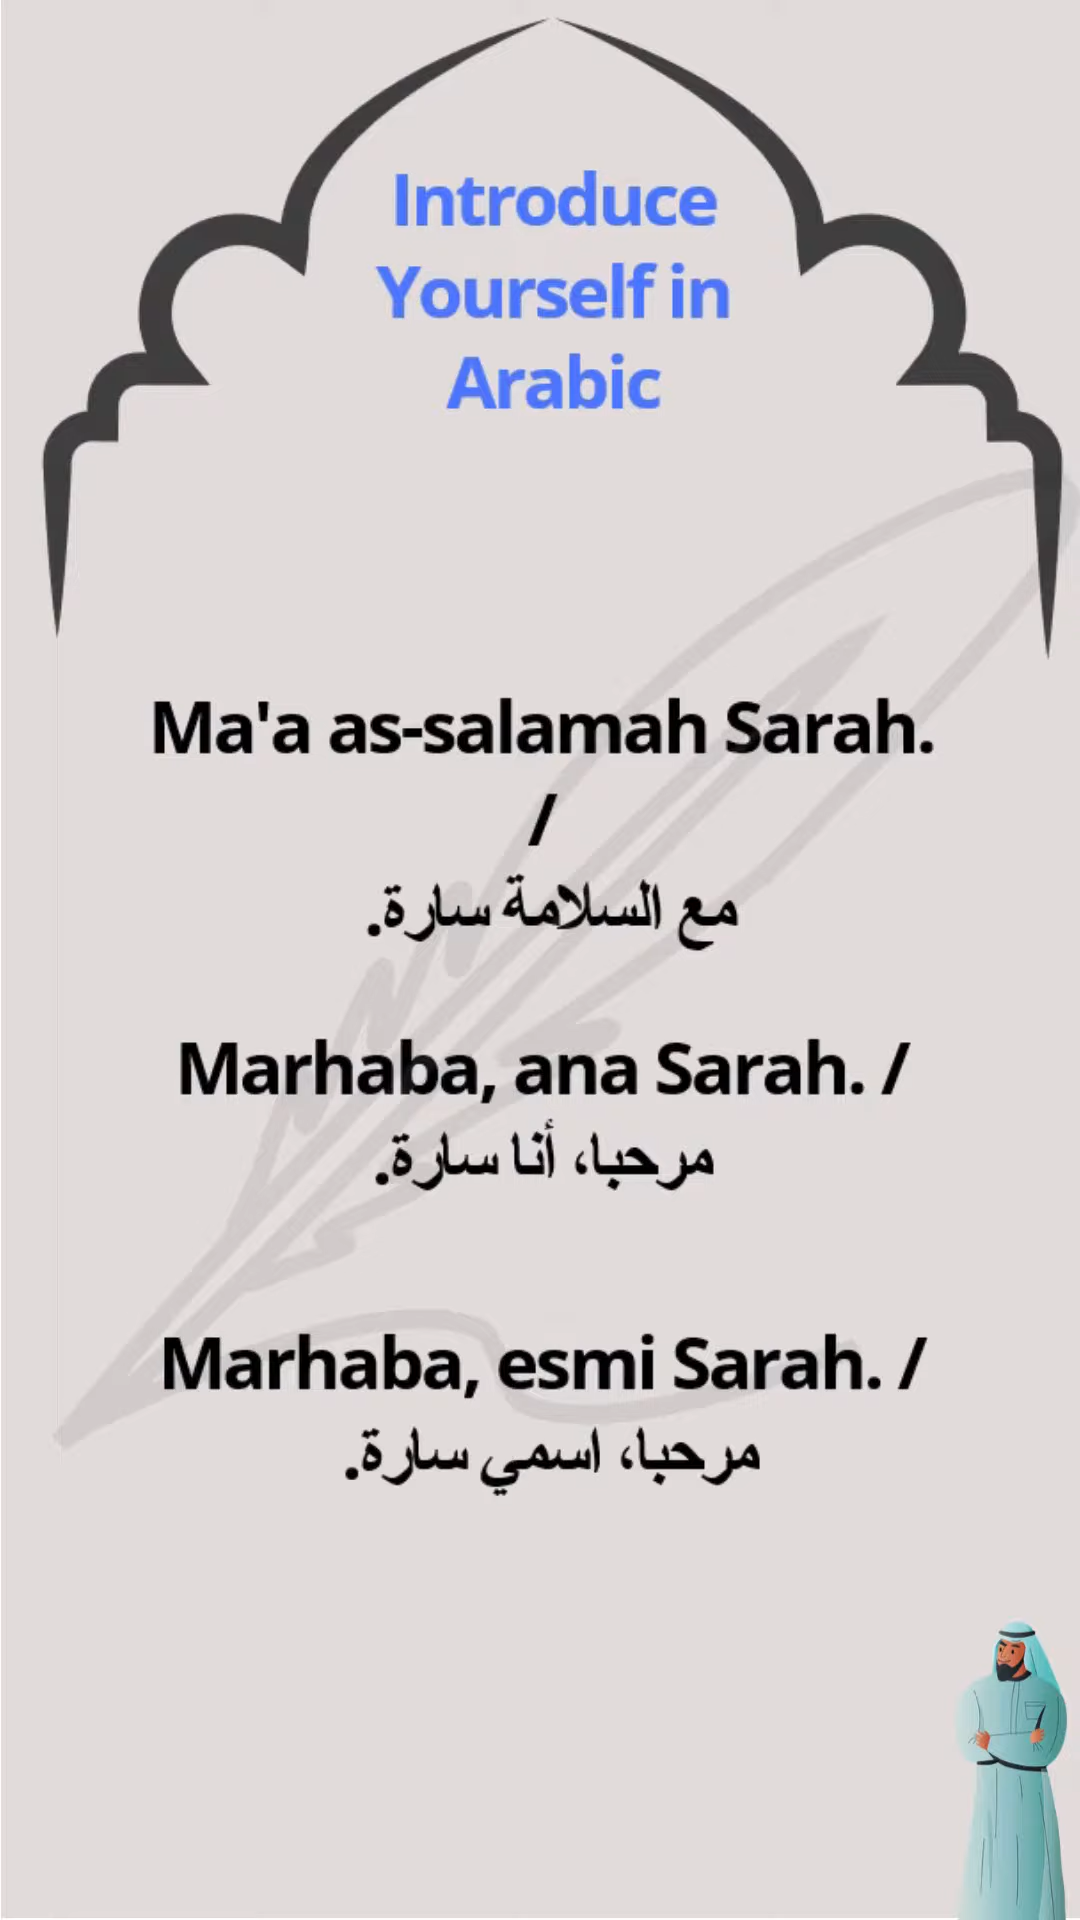 Introduce
Yourself in
Arabic
Ma'a as-salamah Sarah.
/
مع السلامة سارة.
Marhaba, ana Sarah. /
مرحبا، أنا سارة.
Marhaba, esmi Sarah. /
مرحبا، اسمي سارة.